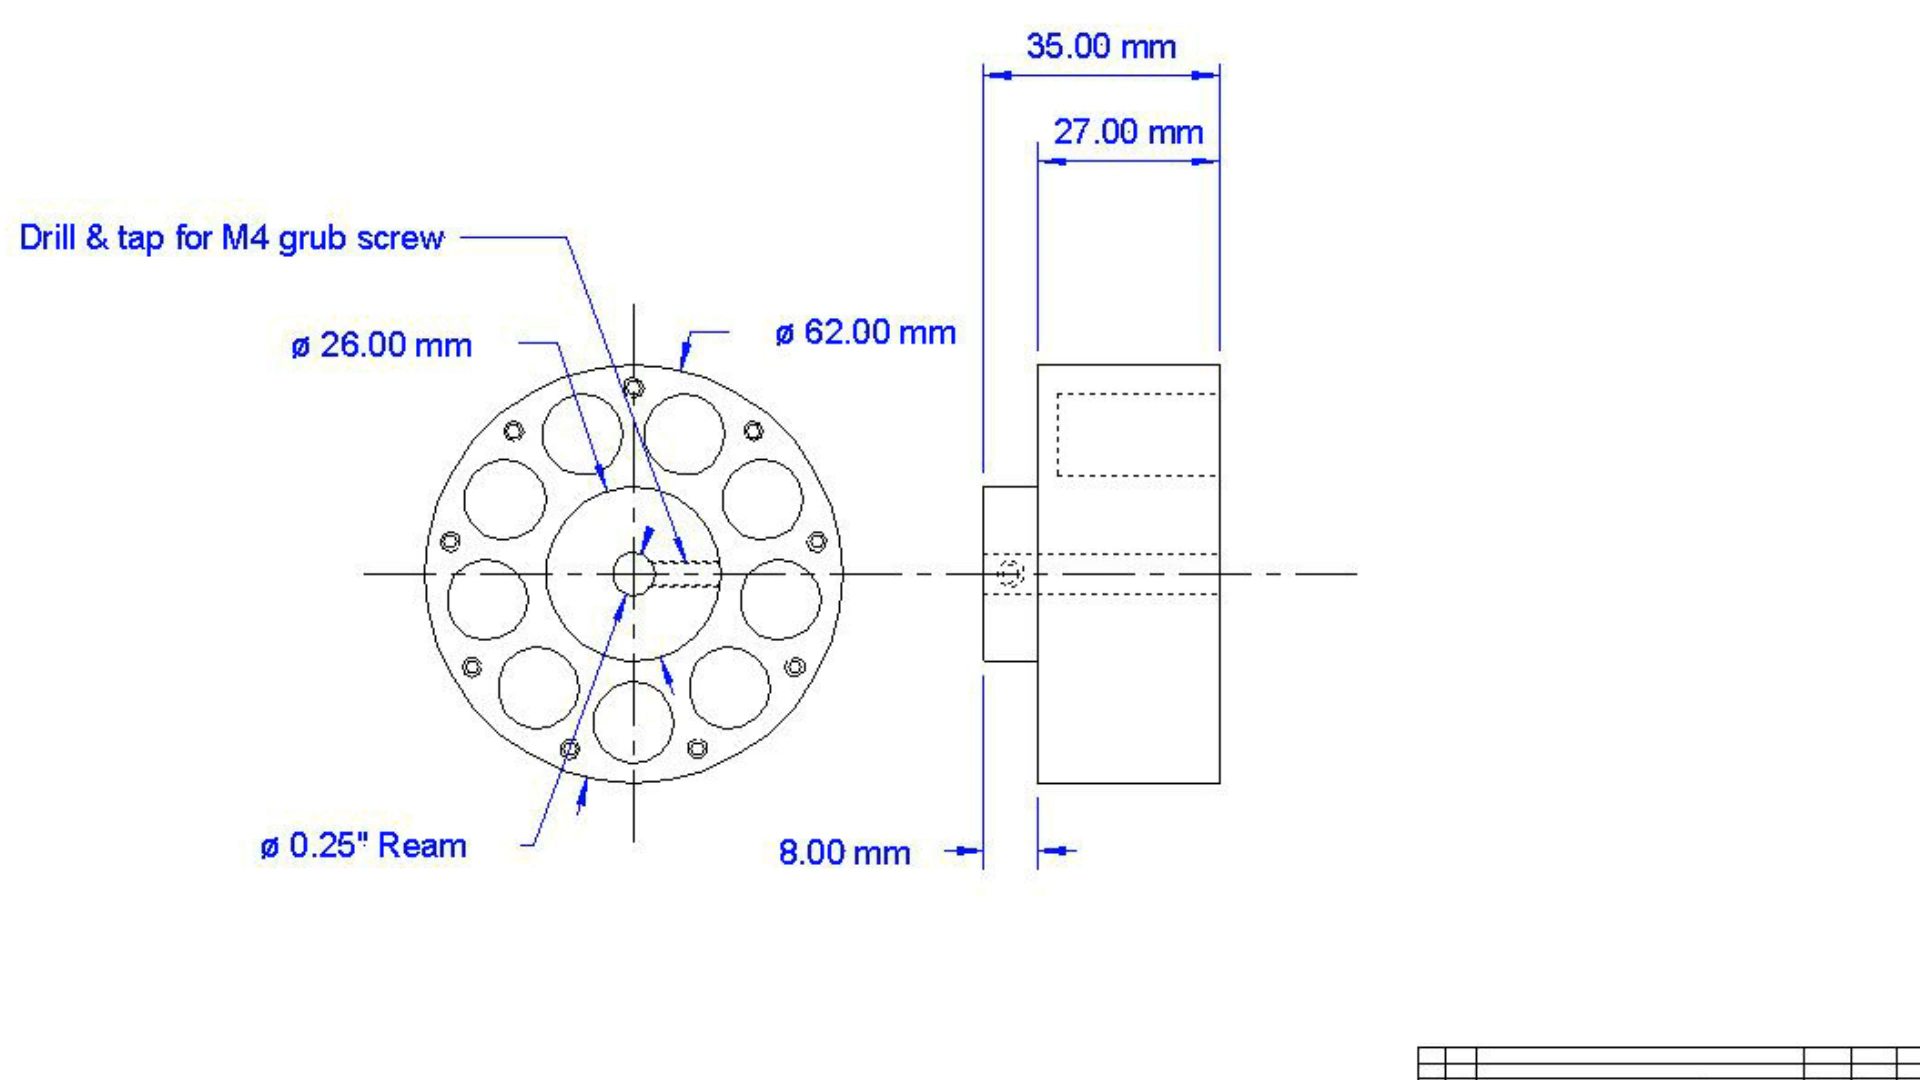 35.00 mm
27.00 mm
Drill & tap for M4 grub screw
ø 62.00 mm
ø 26.00 mm
ø 0.25" Ream
8.00 mm